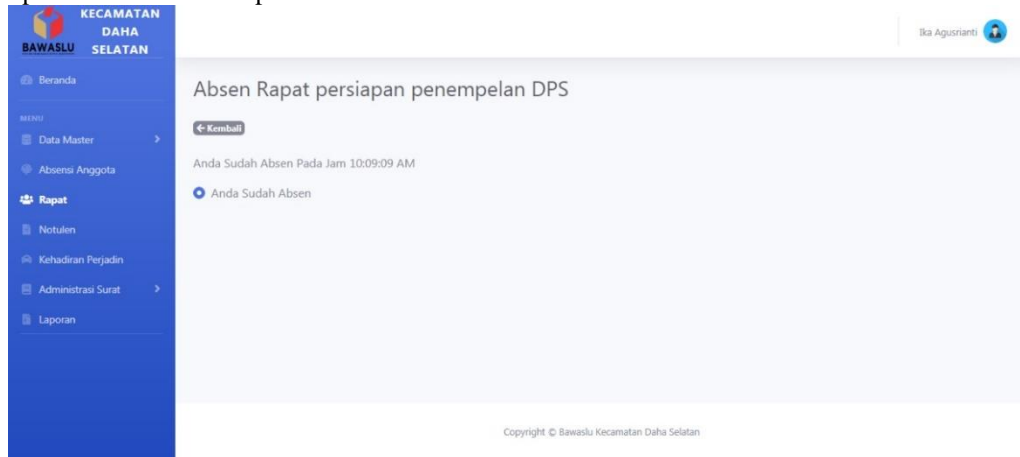 KECAMATAN
DAHA
SELATAN
BAWASLU
Ika Agusrianti
Beranda
MENU
Data Master
Absensi Anggota
Rapat
Notulen
Kehadiran Perjadin
Administrasi Surat
Laporan
Absen Rapat persiapan penempelan DPS
Kembali
Anda Sudah Absen Pada Jam 10:09:09 AM
Anda Sudah Absen
Copyright © Bawaslu Kecamatan Daha Selatan